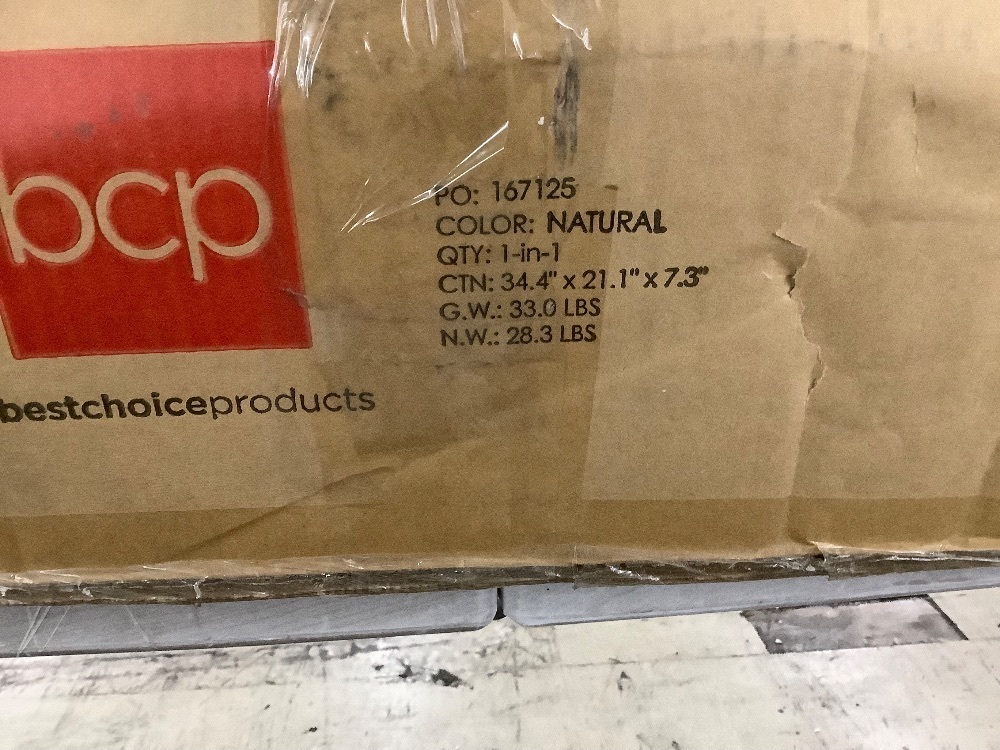 bcp
bestchoiceproducts
PO: 167125
COLOR: NATURAL
QTY: 1-in-1
CTN: 34.4" x 21.1" x 7.3"
G.W.: 33.0 LBS
N.W.: 28.3 LBS